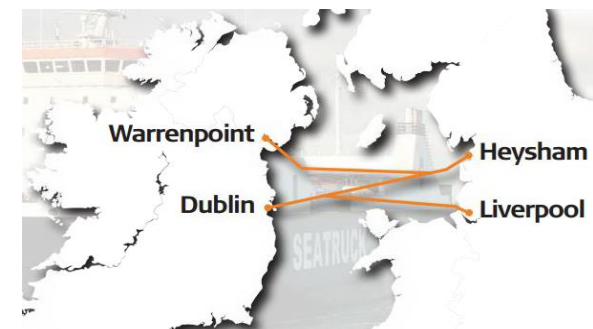 Warrenpoint
Heysham
Dublin
Liverpool
SEATRUCK